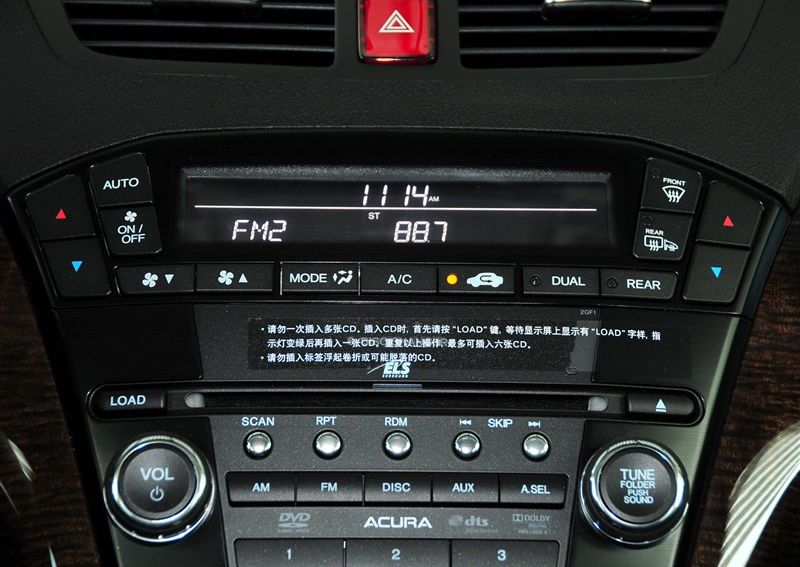 AUTO
ON / OFF
11:14 AM
ST
FM2 88.7
FRONT
REAR
MODE
A/C
DUAL
REAR
2GF1
• 请勿一次插入多张CD。插入CD时, 首先请按 "LOAD" 键, 等待显示屏上显示有 "LOAD" 字样, 指
示灯变绿后再插入一张CD。重复以上操作, 最多可插入六张CD。
• 请勿插入标签浮起卷折或可能脱落的CD。
ELS
SURROUND
LOAD
SCAN RPT RDM SKIP
VOL
AM FM DISC AUX A.SEL
TUNE
FOLDER
PUSH
SOUND
DVD ACURA dts DOLBY
1 2 3